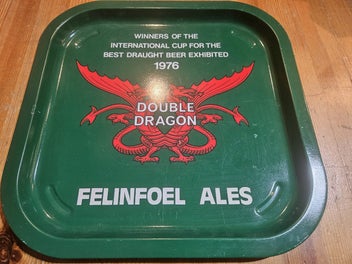 WINNERS OF THE
INTERNATIONAL CUP FOR THE
BEST DRAUGHT BEER EXHIBITED
1976
DOUBLE
DRAGON
FELINFOEL ALES